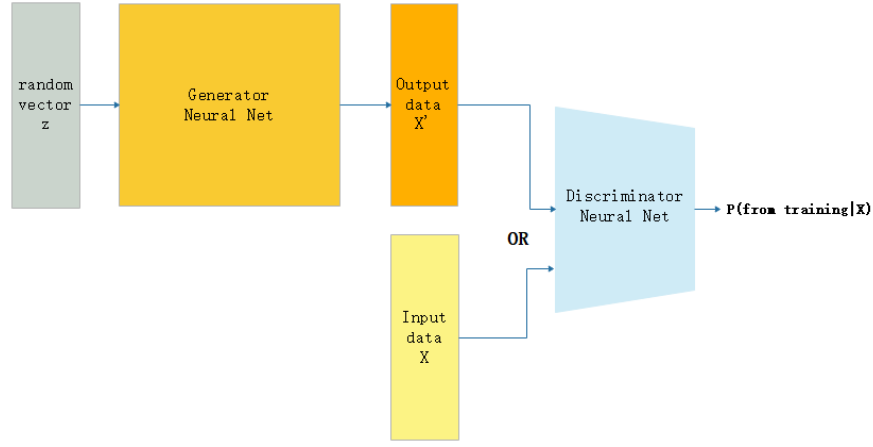 random
vector
z
Generator
Neural Net
Output
data
X'
Discriminator
Neural Net
P(from training|X)
OR
Input
data
X